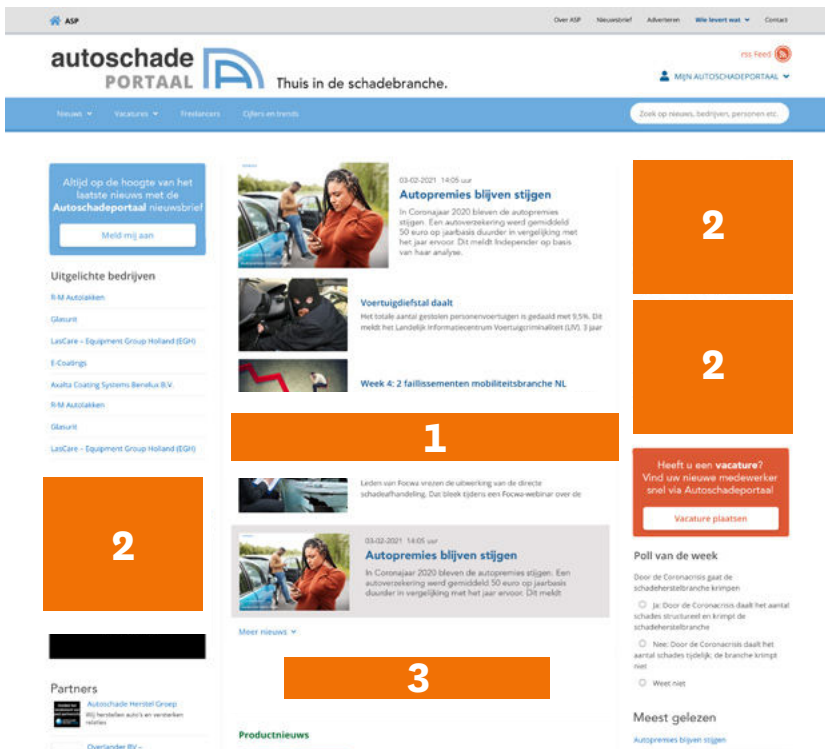 ASP
Over ASP Nieuwsbrief Adverteren Wie levert wat Contact
autoschade
PORTAAL
Thuis in de schadebranche.
rss Feed
MIJN AUTOSCHADEPORTAAL
Nieuws Vacatures Freelancers Cijfers en trends
Zoek op nieuws, bedrijven, personen etc.
Altijd op de hoogte van het
laatste nieuws met de
Autoschadeportaal nieuwsbrief
Meld mij aan
Uitgelichte bedrijven
R-M Autolakken
Glasurit
LasCare – Equipment Group Holland (EGH)
E-Coatings
Axalta Coating Systems Benelux B.V.
R-M Autolakken
Glasurit
LasCare – Equipment Group Holland (EGH)
2
Partners
Autoschade Herstel Groep
Wij herstellen auto's en versterken
relaties
Overlander BV –
03-02-2021 14:05 uur
Autopremies blijven stijgen
In Coronajaar 2020 bleven de autopremies
stijgen. Een autoverzekering werd gemiddeld
50 euro op jaarbasis duurder in vergelijking met
het jaar ervoor. Dit meldt Independer op basis
van haar analyse.
Voertuigdiefstal daalt
Het totale aantal gestolen personenvoertuigen is gedaald met 9,5%. Dit
meldt het Landelijk Informatiecentrum Voertuigcriminaliteit (LIV). 3 jaar
Week 4: 2 faillissementen mobiliteitsbranche NL
1
Leden van Focwa vrezen de uitwerking van de directe
schadeafhandeling. Dat bleek tijdens een Focwa-webinar over de
03-02-2021 14:05 uur
Autopremies blijven stijgen
In Coronajaar 2020 bleven de autopremies stijgen. Een
autoverzekering werd gemiddeld 50 euro op jaarbasis
duurder in vergelijking met het jaar ervoor. Dit meldt
Meer nieuws
3
Productnieuws
2
2
Heeft u een vacature?
Vind uw nieuwe medewerker
snel via Autoschadeportaal
Vacature plaatsen
Poll van de week
Door de Coronacrisis gaat de
schadeherstelbranche krimpen
Ja: Door de Coronacrisis daalt het aantal
schades structureel en krimpt de
schadeherstelbranche
Nee: Door de Coronacrisis daalt het
aantal schades tijdelijk; de branche krimpt
niet
Weet niet
Meest gelezen
Autopremies blijven stijgen